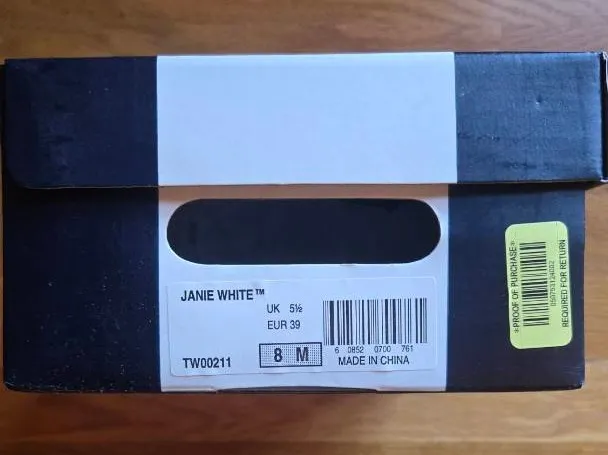 JANIE WHITE™
UK 5½
EUR 39
8 M
TW00211
6 0852 0700 761
MADE IN CHINA
*PROOF OF PURCHASE*
REQUIRED FOR RETURN